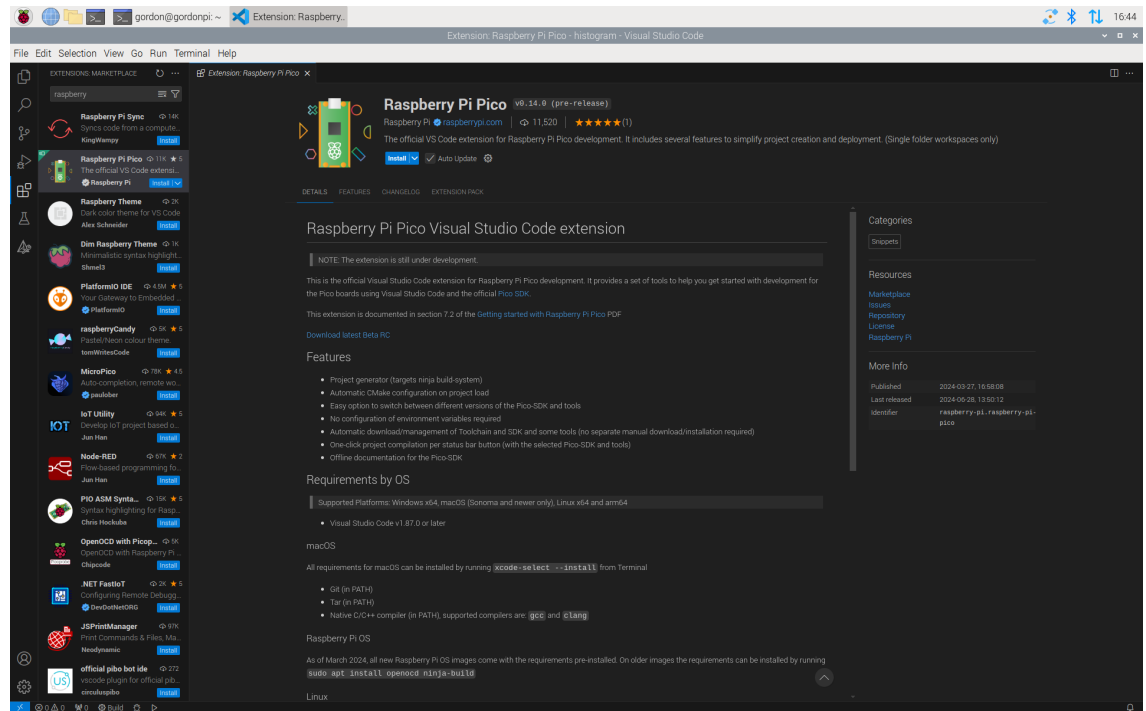 gordon@gordonpi: ~
Extension: Raspberry..
16:44
Extension: Raspberry Pi Pico - histogram - Visual Studio Code
File Edit Selection View Go Run Terminal Help
EXTENSIONS: MARKETPLACE
raspberry
Raspberry Pi Sync 14K
Syncs code from a compute...
KingWampy Install
Raspberry Pi Pico 11K ★ 5
The official VS Code extensi...
Raspberry Pi Install
Raspberry Theme 2K
Dark color theme for VS Code
Alex Schneider Install
Dim Raspberry Theme 1K
Minimalistic syntax highlight...
Shmel3 Install
PlatformIO IDE 4.5M ★ 5
Your Gateway to Embedded ...
PlatformIO Install
raspberryCandy 5K ★ 5
Pastel/Neon colour theme.
tomWritesCode Install
MicroPico 78K ★ 4.5
Auto-completion, remote wo...
paulober Install
IOT
IoT Utility 94K ★ 5
Develop IoT project based o...
Jun Han Install
Node-RED 67K ★ 2
Flow-based programming fo...
Jun Han Install
PIO ASM Synta... 15K ★ 5
Syntax highlighting for Rasp...
Chris Hockuba Install
OpenOCD with Picop... 5K
OpenOCD with Raspberry Pi ...
Chipcode Install
.NET FastIoT 2K ★ 5
Configuring Remote Debugg...
DevDotNetORG Install
JSPrintManager 97K
Print Commands & Files, Ma...
Neodynamic Install
official pibo bot ide 272
vscode plugin for official pib...
circuluspibo Install
Extension: Raspberry Pi Pico
Raspberry Pi Pico v0.14.0 (pre-release)
Raspberry Pi raspberrypi.com 11,520 ★★★★★(1)
The official VS Code extension for Raspberry Pi Pico development. It includes several features to simplify project creation and deployment. (Single folder workspaces only)
Install Auto Update
DETAILS FEATURES CHANGELOG EXTENSION PACK
Raspberry Pi Pico Visual Studio Code extension
NOTE: The extension is still under development.
This is the official Visual Studio Code extension for Raspberry Pi Pico development. It provides a set of tools to help you get started with development for
the Pico boards using Visual Studio Code and the official Pico SDK.
This extension is documented in section 7.2 of the Getting started with Raspberry Pi Pico PDF
Download latest Beta RC
Features
• Project generator (targets ninja build-system)
• Automatic CMake configuration on project load
• Easy option to switch between different versions of the Pico-SDK and tools
• No configuration of environment variables required
• Automatic download/management of Toolchain and SDK and some tools (no separate manual download/installation required)
• One-click project compilation per status bar button (with the selected Pico-SDK and tools)
• Offline documentation for the Pico-SDK
Requirements by OS
Supported Platforms: Windows x64, macOS (Sonoma and newer only), Linux x64 and arm64
• Visual Studio Code v1.87.0 or later
macOS
All requirements for macOS can be installed by running xcode-select --install from Terminal
• Git (in PATH)
• Tar (in PATH)
• Native C/C++ compiler (in PATH), supported compilers are: gcc and clang
Raspberry Pi OS
As of March 2024, all new Raspberry Pi OS images come with the requirements pre-installed. On older images the requirements can be installed by running
sudo apt install openocd ninja-build
Linux
Categories
Snippets
Resources
Marketplace
Issues
Repository
License
Raspberry Pi
More Info
Published 2024-03-27, 16:58:08
Last released 2024-06-28, 13:50:12
Identifier raspberry-pi.raspberry-pi-
pico
0 0 0 Build